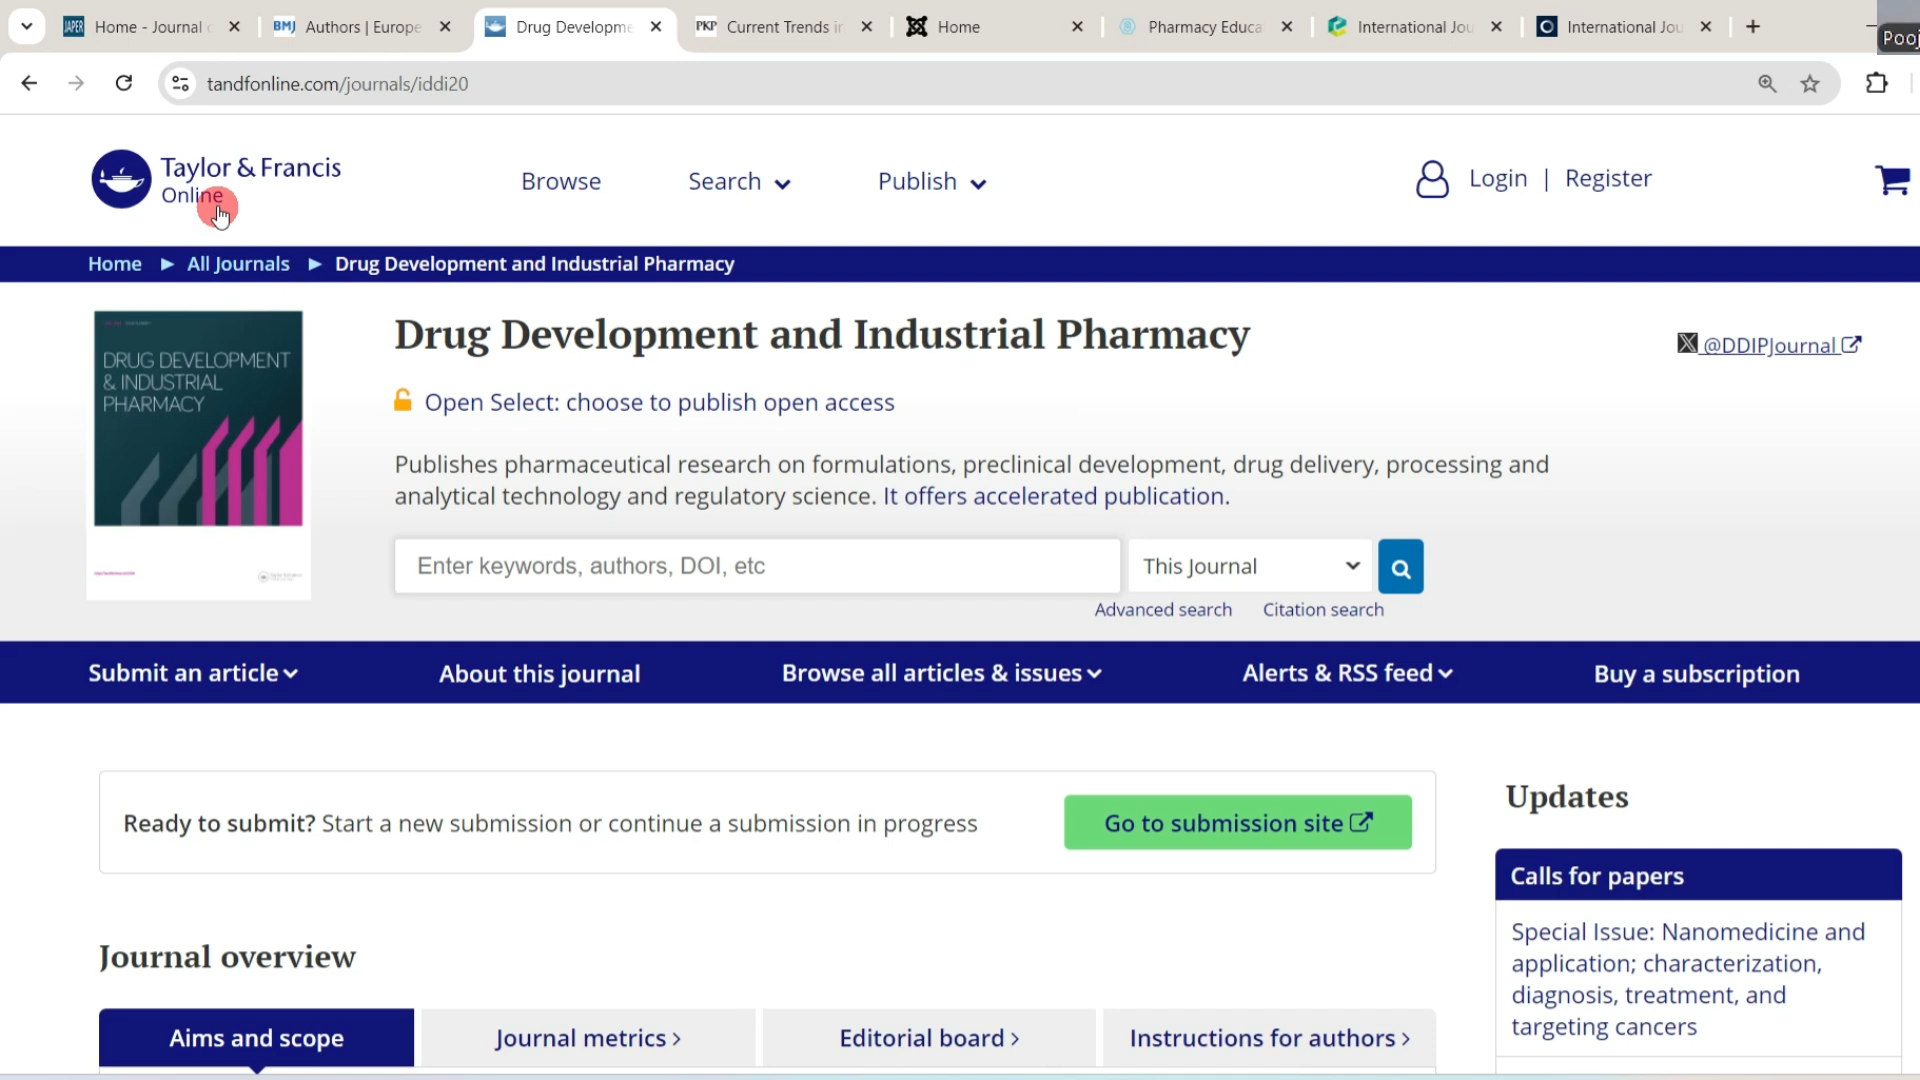 JAPER Home - Journal
BMJ Authors | Europe
Drug Developme
PKP Current Trends in
Home
Pharmacy Educa
International Jou
International Jou
Pooj
tandfonline.com/journals/iddi20
Taylor & Francis
Online
Browse
Search
Publish
Login | Register
Home ▶ All Journals ▶ Drug Development and Industrial Pharmacy
DRUG DEVELOPMENT
& INDUSTRIAL
PHARMACY
Drug Development and Industrial Pharmacy
@DDIPJournal
Open Select: choose to publish open access
Publishes pharmaceutical research on formulations, preclinical development, drug delivery, processing and
analytical technology and regulatory science. It offers accelerated publication.
Enter keywords, authors, DOI, etc
This Journal
Advanced search
Citation search
Submit an article
About this journal
Browse all articles & issues
Alerts & RSS feed
Buy a subscription
Ready to submit? Start a new submission or continue a submission in progress
Go to submission site
Updates
Calls for papers
Special Issue: Nanomedicine and
application; characterization,
diagnosis, treatment, and
targeting cancers
Journal overview
Aims and scope
Journal metrics >
Editorial board >
Instructions for authors >